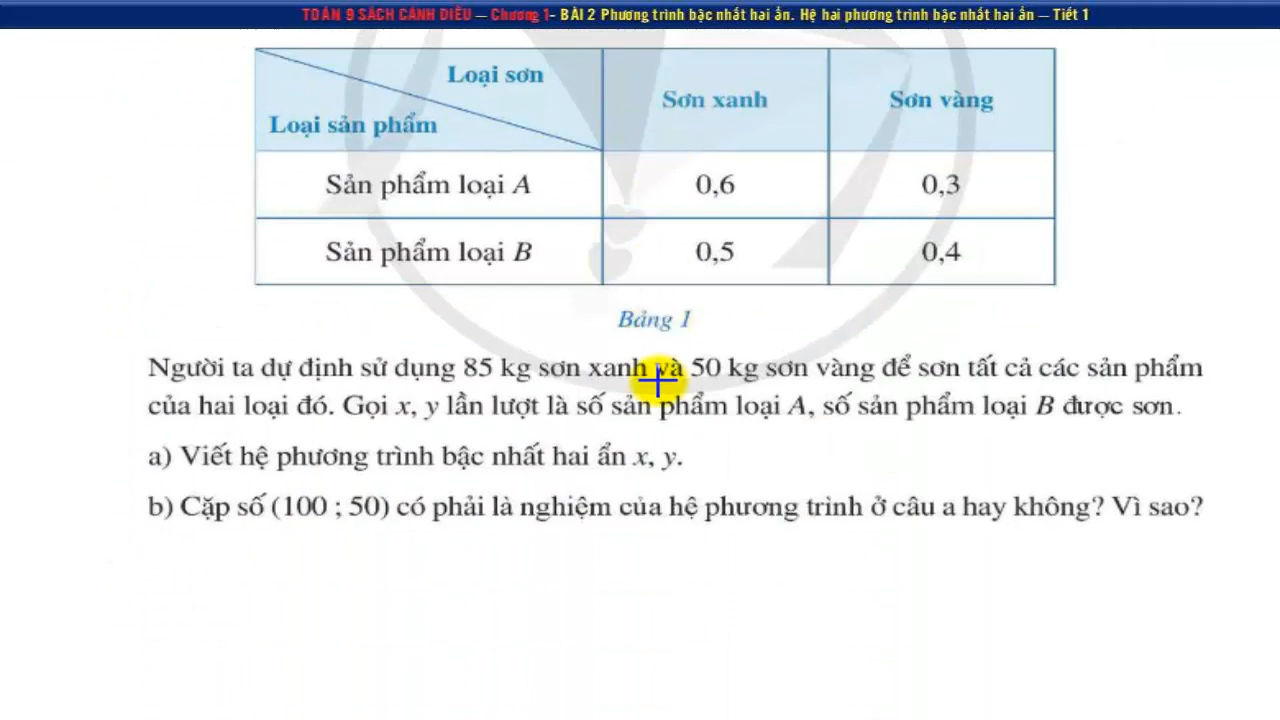 TOÁN 9 SÁCH CÁNH DIỀU – Chương 1- BÀI 2 Phương trình bậc nhất hai ẩn. Hệ hai phương trình bậc nhất hai ẩn – Tiết 1
Loại sơn
Loại sản phẩm
Sơn xanh
Sơn vàng
Sản phẩm loại A
0,6
0,3
Sản phẩm loại B
0,5
0,4
Bảng 1
Người ta dự định sử dụng 85 kg sơn xanh và 50 kg sơn vàng để sơn tất cả các sản phẩm
của hai loại đó. Gọi x, y lần lượt là số sản phẩm loại A, số sản phẩm loại B được sơn.
a) Viết hệ phương trình bậc nhất hai ẩn x, y.
b) Cặp số (100 ; 50) có phải là nghiệm của hệ phương trình ở câu a hay không? Vì sao?